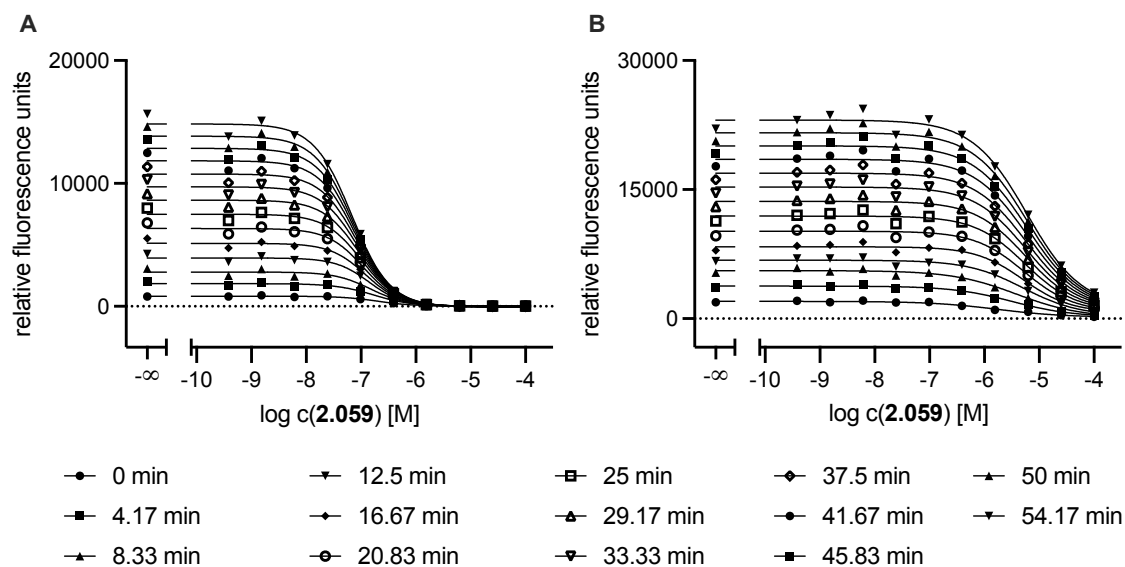 A
B
relative fluorescence units
20000
10000
0
-∞
-10
-9
-8
-7
-6
-5
-4
log c(2.059) [M]
relative fluorescence units
30000
15000
0
-∞
-10
-9
-8
-7
-6
-5
-4
log c(2.059) [M]
0 min
12.5 min
25 min
37.5 min
50 min
4.17 min
16.67 min
29.17 min
41.67 min
54.17 min
8.33 min
20.83 min
33.33 min
45.83 min